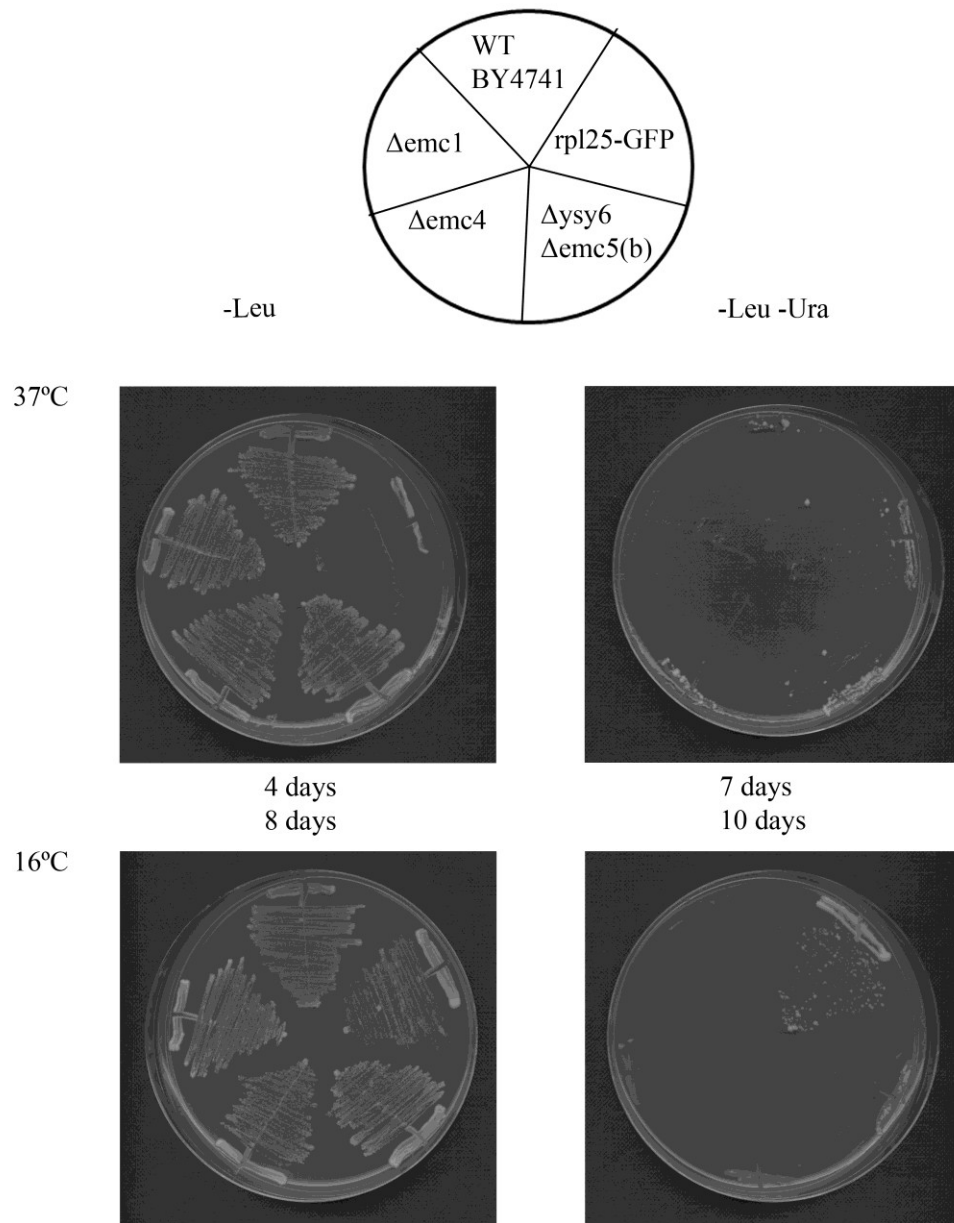 WT
BY4741
Δemc1
rpl25-GFP
Δemc4
Δysy6
Δemc5(b)
-Leu
-Leu -Ura
37ºC
4 days
7 days
8 days
10 days
16ºC